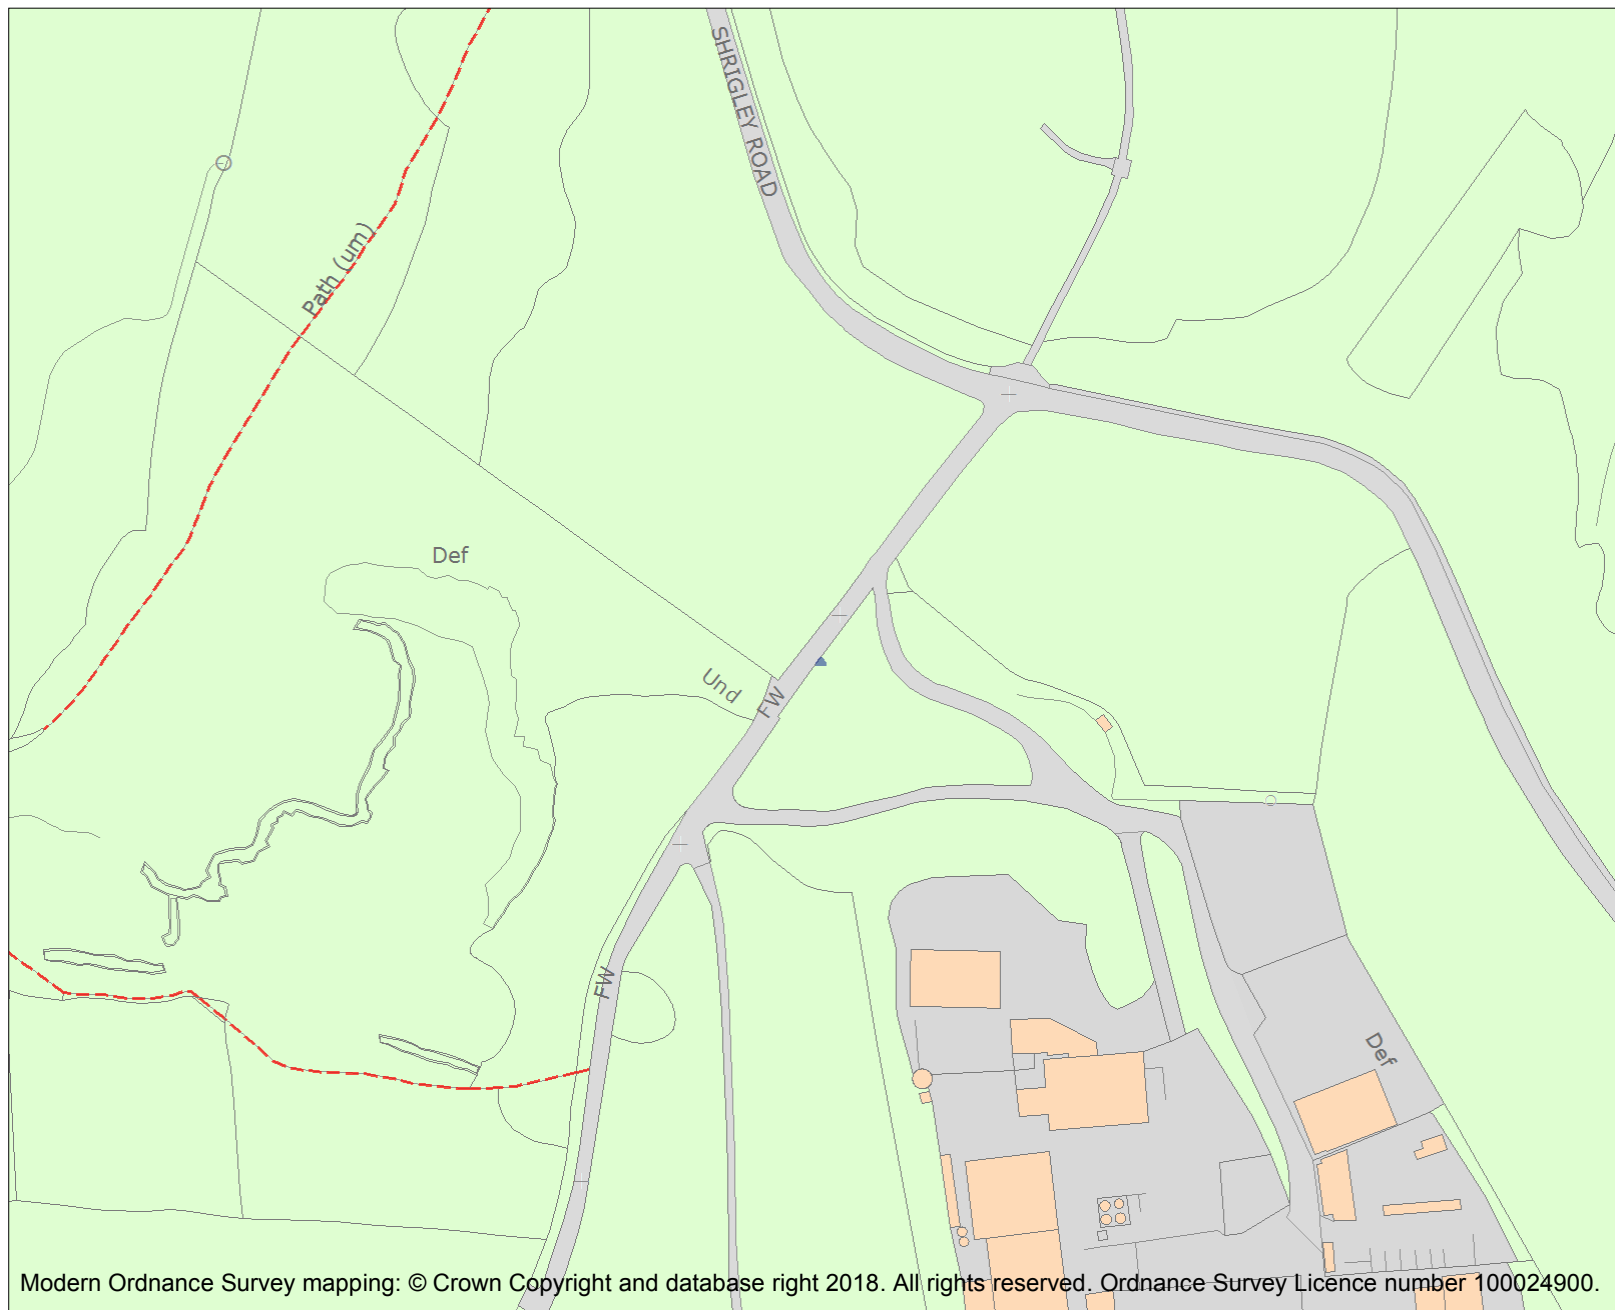 SHRIGLEY ROAD
Path (um)
Def
Und
FW
FW
Def
Modern Ordnance Survey mapping: © Crown Copyright and database right 2018. All rights reserved. Ordnance Survey Licence number 100024900.